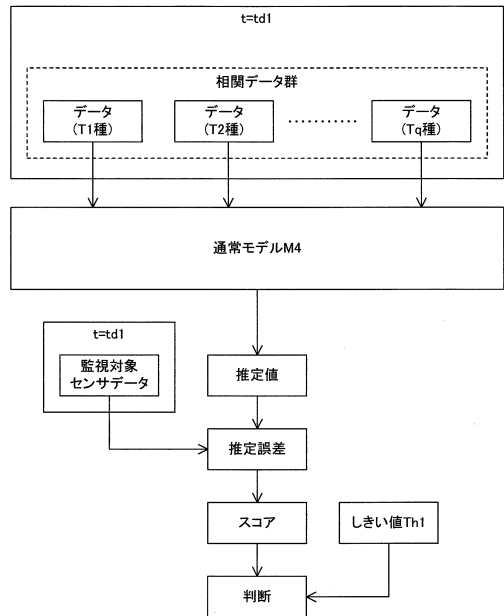 t=td1
相関データ群
データ
(T1種)
データ
(T2種)
…………
データ
(Tq種)
通常モデルM4
t=td1
監視対象
センサデータ
推定値
推定誤差
スコア
しきい値Th1
判断